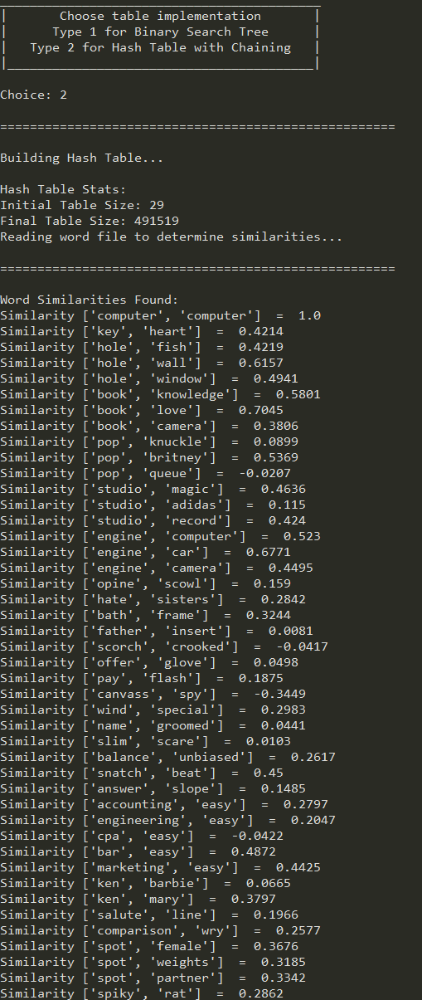 Choose table implementation
Type 1 for Binary Search Tree
Type 2 for Hash Table with Chaining
Choice: 2
=====================================================
Building Hash Table...
Hash Table Stats:
Initial Table Size: 29
Final Table Size: 491519
Reading word file to determine similarities...
=====================================================
Word Similarities Found:
Similarity ['computer', 'computer']  =  1.0
Similarity ['key', 'heart']  =  0.4214
Similarity ['hole', 'fish']  =  0.4219
Similarity ['hole', 'wall']  =  0.6157
Similarity ['hole', 'window']  =  0.4941
Similarity ['book', 'knowledge']  =  0.5801
Similarity ['book', 'love']  =  0.7045
Similarity ['book', 'camera']  =  0.3806
Similarity ['pop', 'knuckle']  =  0.0899
Similarity ['pop', 'britney']  =  0.5369
Similarity ['pop', 'queue']  =  -0.0207
Similarity ['studio', 'magic']  =  0.4636
Similarity ['studio', 'adidas']  =  0.115
Similarity ['studio', 'record']  =  0.424
Similarity ['engine', 'computer']  =  0.523
Similarity ['engine', 'car']  =  0.6771
Similarity ['engine', 'camera']  =  0.4495
Similarity ['opine', 'scowl']  =  0.159
Similarity ['hate', 'sisters']  =  0.2842
Similarity ['bath', 'frame']  =  0.3244
Similarity ['father', 'insert']  =  0.0081
Similarity ['scorch', 'crooked']  =  -0.0417
Similarity ['offer', 'glove']  =  0.0498
Similarity ['pay', 'flash']  =  0.1875
Similarity ['canvass', 'spy']  =  -0.3449
Similarity ['wind', 'special']  =  0.2983
Similarity ['name', 'groomed']  =  0.0441
Similarity ['slim', 'scare']  =  0.0103
Similarity ['balance', 'unbiased']  =  0.2617
Similarity ['snatch', 'beat']  =  0.45
Similarity ['answer', 'slope']  =  0.1485
Similarity ['accounting', 'easy']  =  0.2797
Similarity ['engineering', 'easy']  =  0.2047
Similarity ['cpa', 'easy']  =  -0.0422
Similarity ['bar', 'easy']  =  0.4872
Similarity ['marketing', 'easy']  =  0.4425
Similarity ['ken', 'barbie']  =  0.0665
Similarity ['ken', 'mary']  =  0.3797
Similarity ['salute', 'line']  =  0.1966
Similarity ['comparison', 'wry']  =  0.2577
Similarity ['spot', 'female']  =  0.3676
Similarity ['spot', 'weights']  =  0.3185
Similarity ['spot', 'partner']  =  0.3342
Similarity ['spiky', 'rat']  =  0.2862